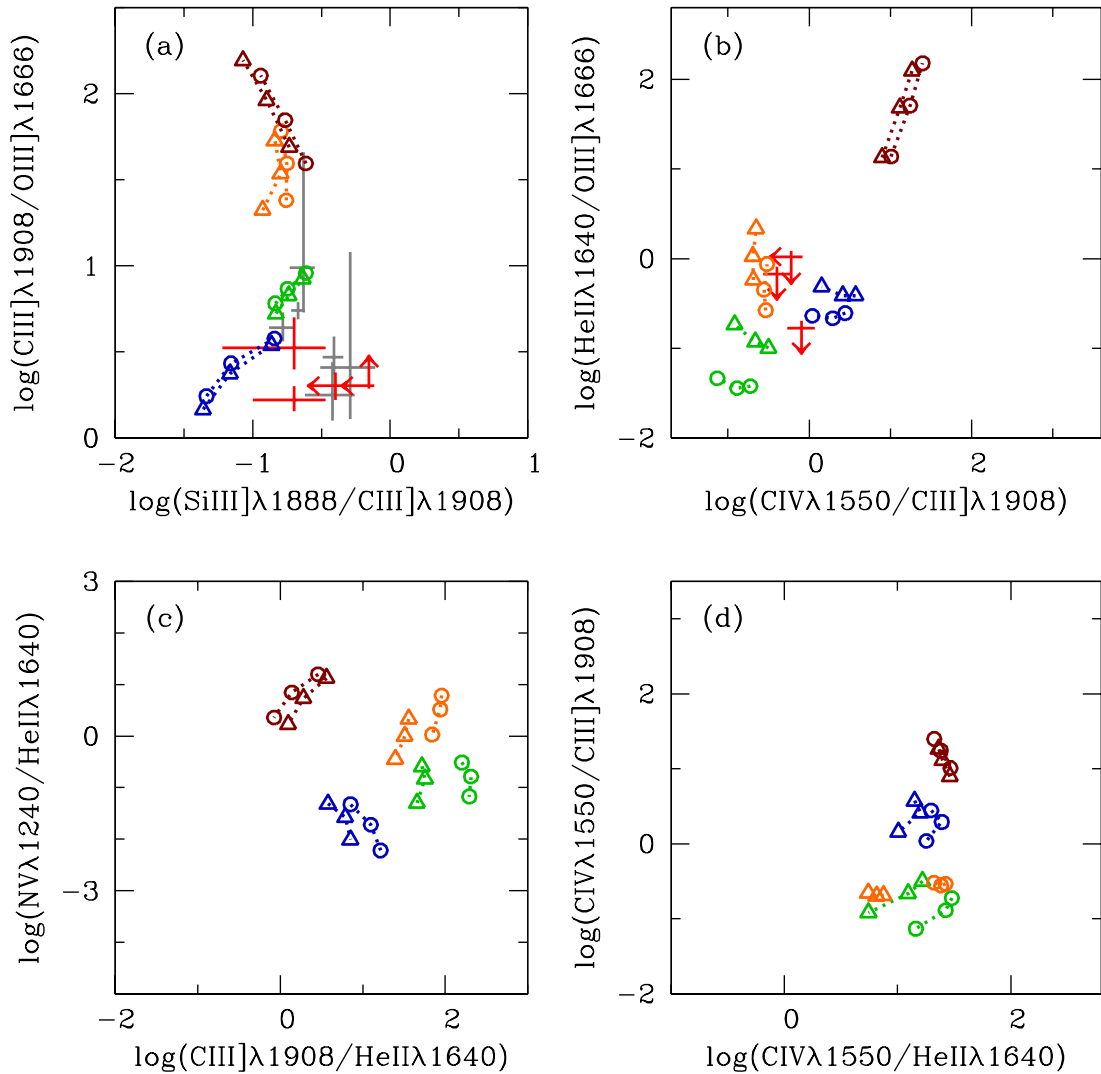 (a)
log(CIII]λ1908/OIII]λ1666)
2
1
0
−2
−1
0
1
log(SiIII]λ1888/CIII]λ1908)
(b)
log(HeIIλ1640/OIII]λ1666)
2
0
−2
0
2
log(CIVλ1550/CIII]λ1908)
(c)
log(NVλ1240/HeIIλ1640)
3
0
−3
−2
0
2
log(CIII]λ1908/HeIIλ1640)
(d)
log(CIVλ1550/CIII]λ1908)
2
0
−2
0
2
log(CIVλ1550/HeIIλ1640)